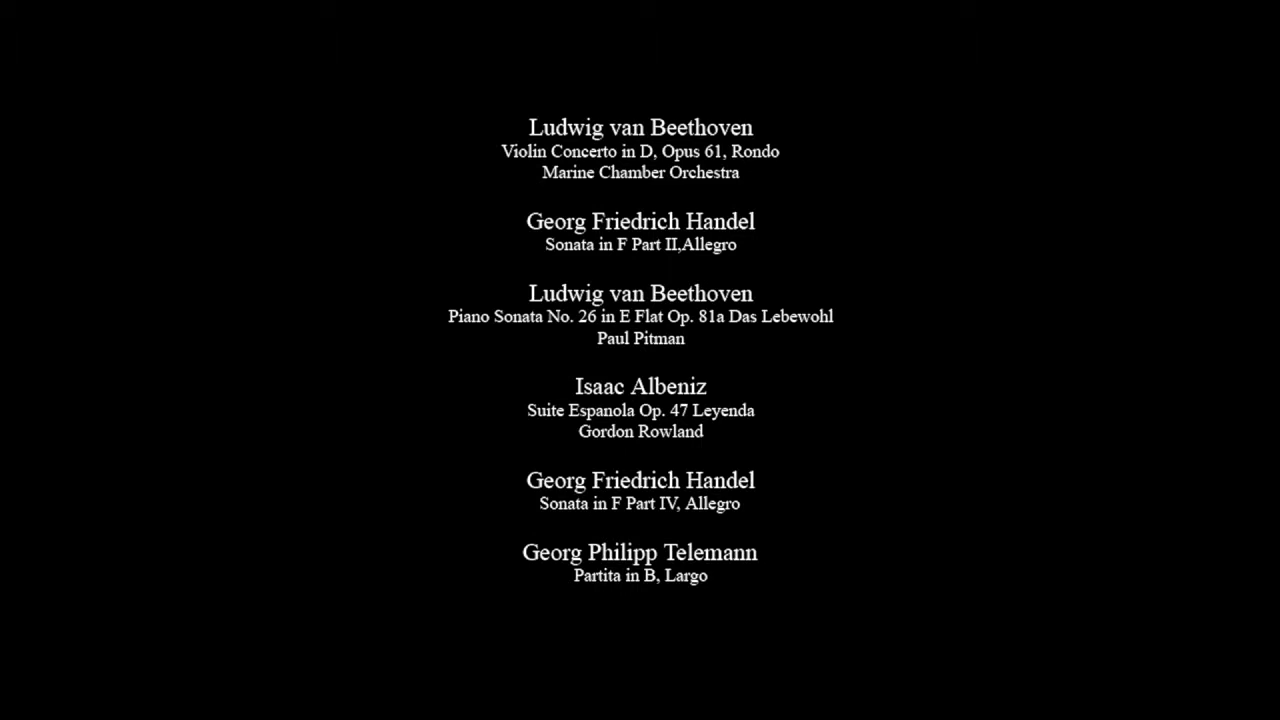 Ludwig van Beethoven
Violin Concerto in D, Opus 61, Rondo
Marine Chamber Orchestra
Georg Friedrich Handel
Sonata in F Part II,Allegro
Ludwig van Beethoven
Piano Sonata No. 26 in E Flat Op. 81a Das Lebewohl
Paul Pitman
Isaac Albeniz
Suite Espanola Op. 47 Leyenda
Gordon Rowland
Georg Friedrich Handel
Sonata in F Part IV, Allegro
Georg Philipp Telemann
Partita in B, Largo